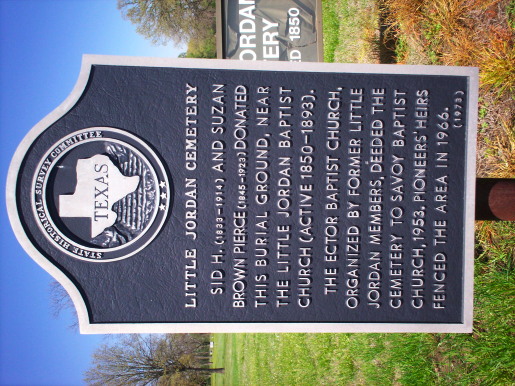 JORDAN
ERY
D 1850
STATE HISTORICAL SURVEY COMMITTEE
TEXAS
LITTLE JORDAN CEMETERY
SID H. (1833-1914) AND SUZAN
BROWN PIERCE (1845-1923) DONATED
THIS BURIAL GROUND, NEAR
THE LITTLE JORDAN BAPTIST
CHURCH (ACTIVE 1850-1893).
THE ECTOR BAPTIST CHURCH,
ORGANIZED BY FORMER LITTLE
JORDAN MEMBERS, DEEDED THE
CEMETERY TO SAVOY BAPTIST
CHURCH, 1953. PIONEERS' HEIRS
FENCED THE AREA IN 1966.
(1973)